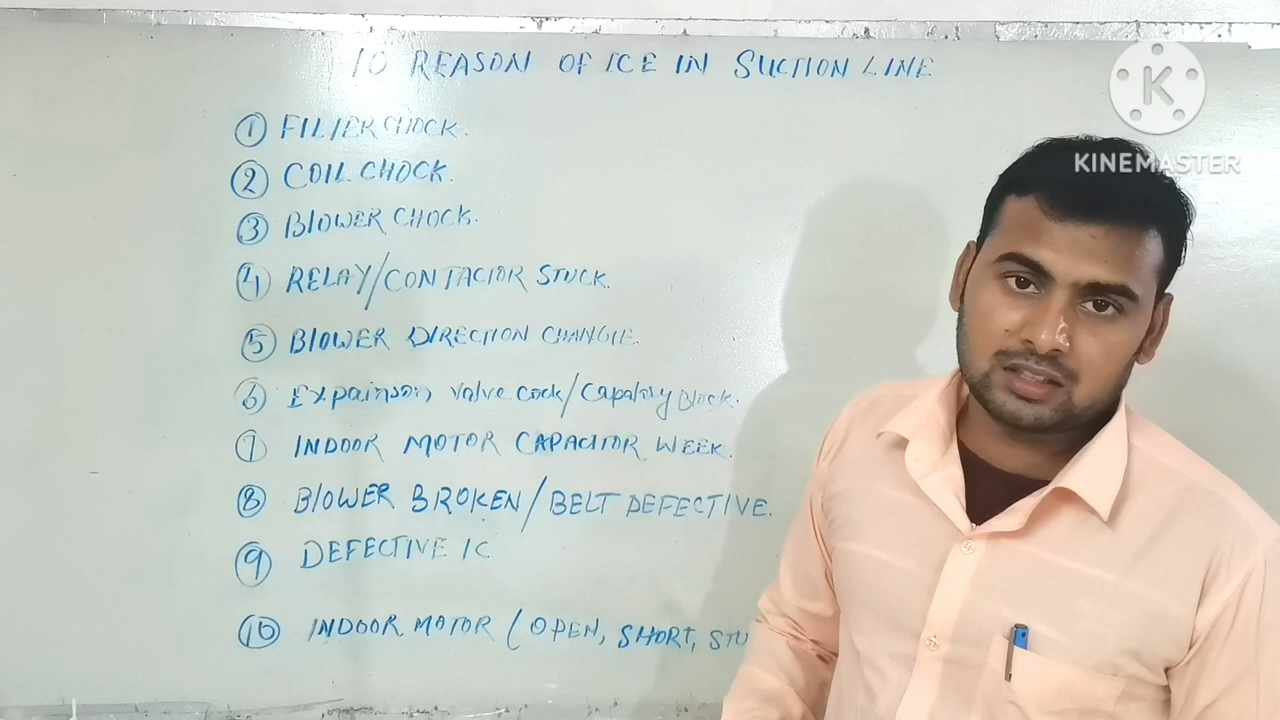 10 REASON OF ICE IN SUCTION LINE
① FILTER CHOCK.
② COIL CHOCK.
③ BLOWER CHOCK.
④ RELAY/CONTACTOR STUCK.
⑤ BLOWER DIRECTION CHANGE.
⑥ Expainson valve cock/Capalary Block.
⑦ INDOOR MOTOR CAPACITOR WEEK.
⑧ BLOWER BROKEN/BELT DEFECTIVE.
⑨ DEFECTIVE IC
⑩ INDOOR MOTOR (OPEN, SHORT, STU
K
KINEMASTER